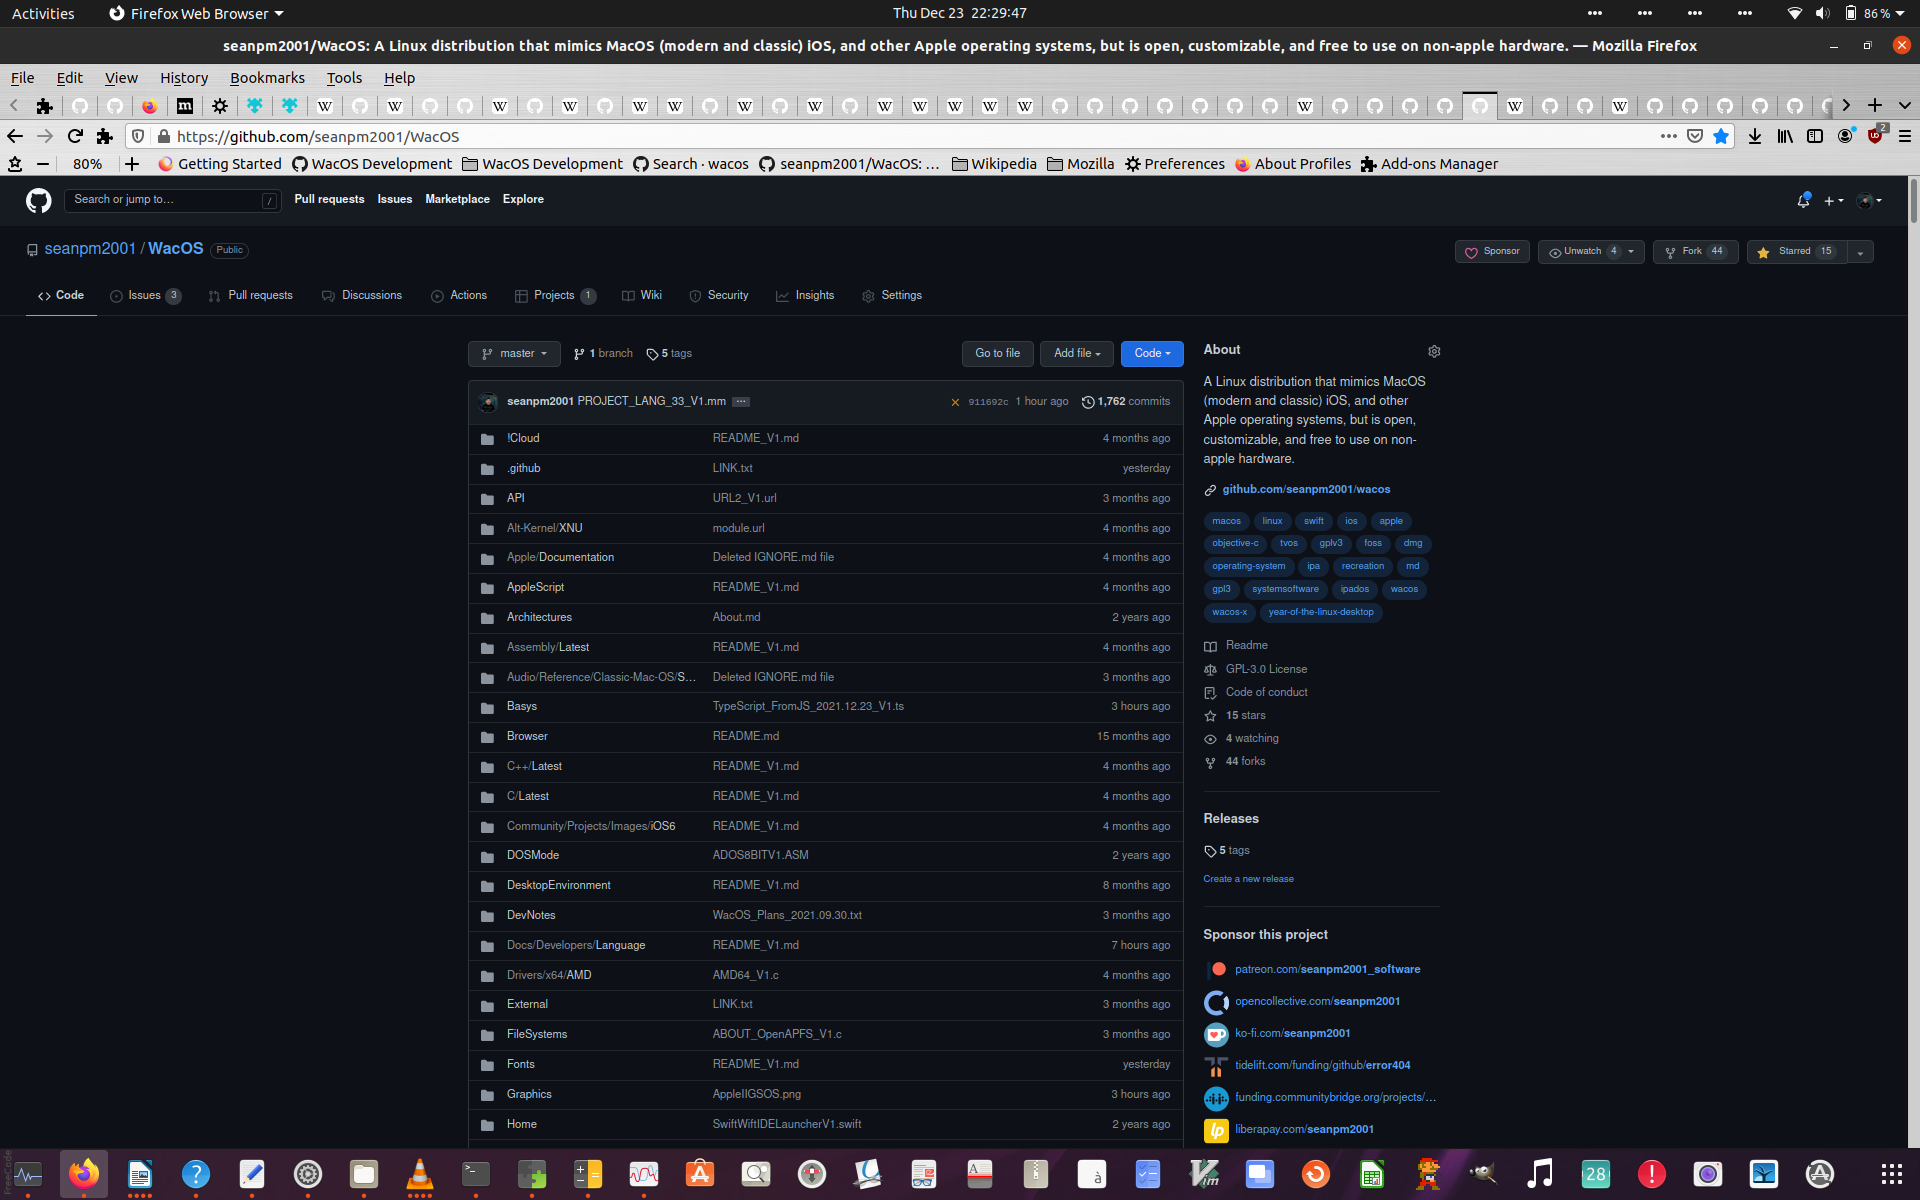 Activities
Firefox Web Browser
Thu Dec 23 22:29:47
86 %
seanpm2001/WacOS: A Linux distribution that mimics MacOS (modern and classic) iOS, and other Apple operating systems, but is open, customizable, and free to use on non-apple hardware. — Mozilla Firefox
File Edit View History Bookmarks Tools Help
https://github.com/seanpm2001/WacOS
2
80%
Getting Started
WacOS Development
WacOS Development
Search · wacos
seanpm2001/WacOS: ...
Wikipedia
Mozilla
Preferences
About Profiles
Add-ons Manager
Search or jump to…
/
Pull requests Issues Marketplace Explore
seanpm2001 / WacOS Public
Sponsor
Unwatch 4
Fork 44
Starred 15
Code
Issues 3
Pull requests
Discussions
Actions
Projects 1
Wiki
Security
Insights
Settings
master
1 branch
5 tags
Go to file
Add file
Code
seanpm2001 PROJECT_LANG_33_V1.mm ...
911692c 1 hour ago
1,762 commits
!Cloud README_V1.md 4 months ago
.github LINK.txt yesterday
API URL2_V1.url 3 months ago
Alt-Kernel/XNU module.url 4 months ago
Apple/Documentation Deleted IGNORE.md file 4 months ago
AppleScript README_V1.md 4 months ago
Architectures About.md 2 years ago
Assembly/Latest README_V1.md 4 months ago
Audio/Reference/Classic-Mac-OS/S... Deleted IGNORE.md file 3 months ago
Basys TypeScript_FromJS_2021.12.23_V1.ts 3 hours ago
Browser README.md 15 months ago
C++/Latest README_V1.md 4 months ago
C/Latest README_V1.md 4 months ago
Community/Projects/Images/iOS6 README_V1.md 4 months ago
DOSMode ADOS8BITV1.ASM 2 years ago
DesktopEnvironment README_V1.md 8 months ago
DevNotes WacOS_Plans_2021.09.30.txt 3 months ago
Docs/Developers/Language README_V1.md 7 hours ago
Drivers/x64/AMD AMD64_V1.c 4 months ago
External LINK.txt 3 months ago
FileSystems ABOUT_OpenAPFS_V1.c 3 months ago
Fonts README_V1.md yesterday
Graphics AppleIIGSOS.png 3 hours ago
Home SwiftWiftIDELauncherV1.swift 2 years ago
About
A Linux distribution that mimics MacOS
(modern and classic) iOS, and other
Apple operating systems, but is open,
customizable, and free to use on non-
apple hardware.
github.com/seanpm2001/wacos
macos linux swift ios apple
objective-c tvos gplv3 foss dmg
operating-system ipa recreation md
gpl3 systemsoftware ipados wacos
wacos-x year-of-the-linux-desktop
Readme
GPL-3.0 License
Code of conduct
15 stars
4 watching
44 forks
Releases
5 tags
Create a new release
Sponsor this project
patreon.com/seanpm2001_software
opencollective.com/seanpm2001
ko-fi.com/seanpm2001
tidelift.com/funding/github/error404
funding.communitybridge.org/projects/...
liberapay.com/seanpm2001
28